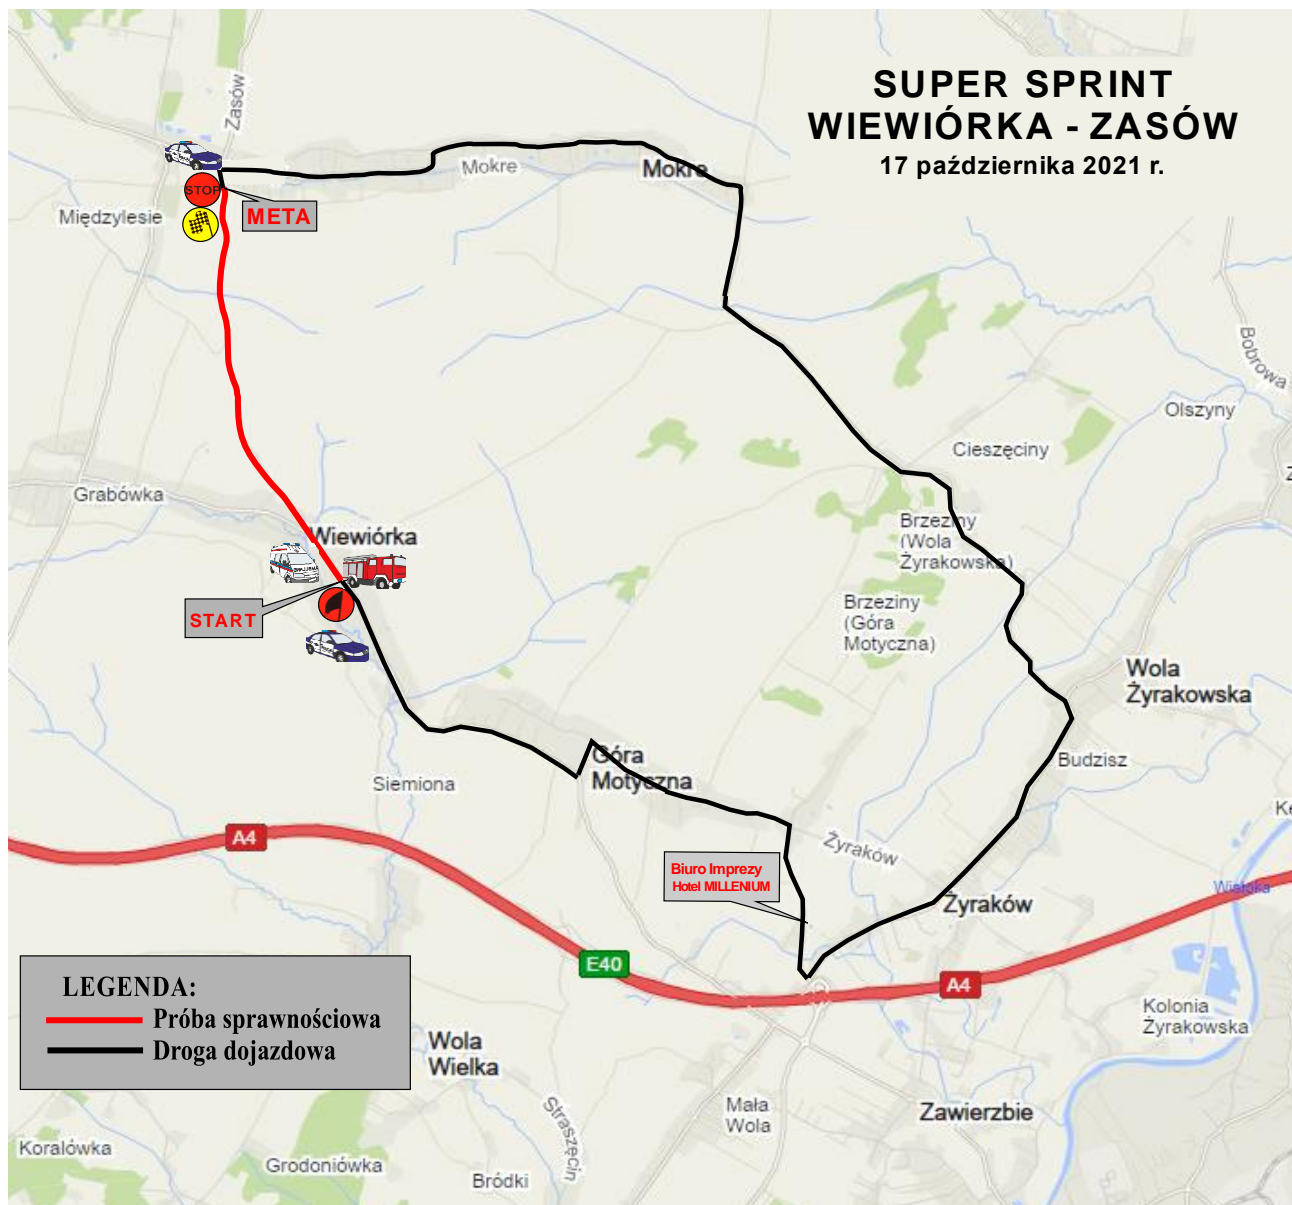 SUPER SPRINT
WIEWIÓRKA - ZASÓW
17 października 2021 r.
Zasów
STOP
META
Międzylesie
Mokre
Mokre
Bobrowa
Olszyny
Cieszęciny
Grabówka
Wiewiórka
START
Brzeziny
(Wola
Żyrakowska)
Brzeziny
(Góra
Motyczna)
Wola
Żyrakowska
Góra
Motyczna
Siemiona
Budzisz
A4
Żyraków
Biuro Imprezy
Hotel MILLENIUM
Żyraków
Wisłoka
E40
A4
LEGENDA:
Próba sprawnościowa
Droga dojazdowa
Kolonia
Żyrakowska
Wola
Wielka
Mała
Wola
Zawierzbie
Straszęcin
Koralówka
Grodoniówka
Bródki